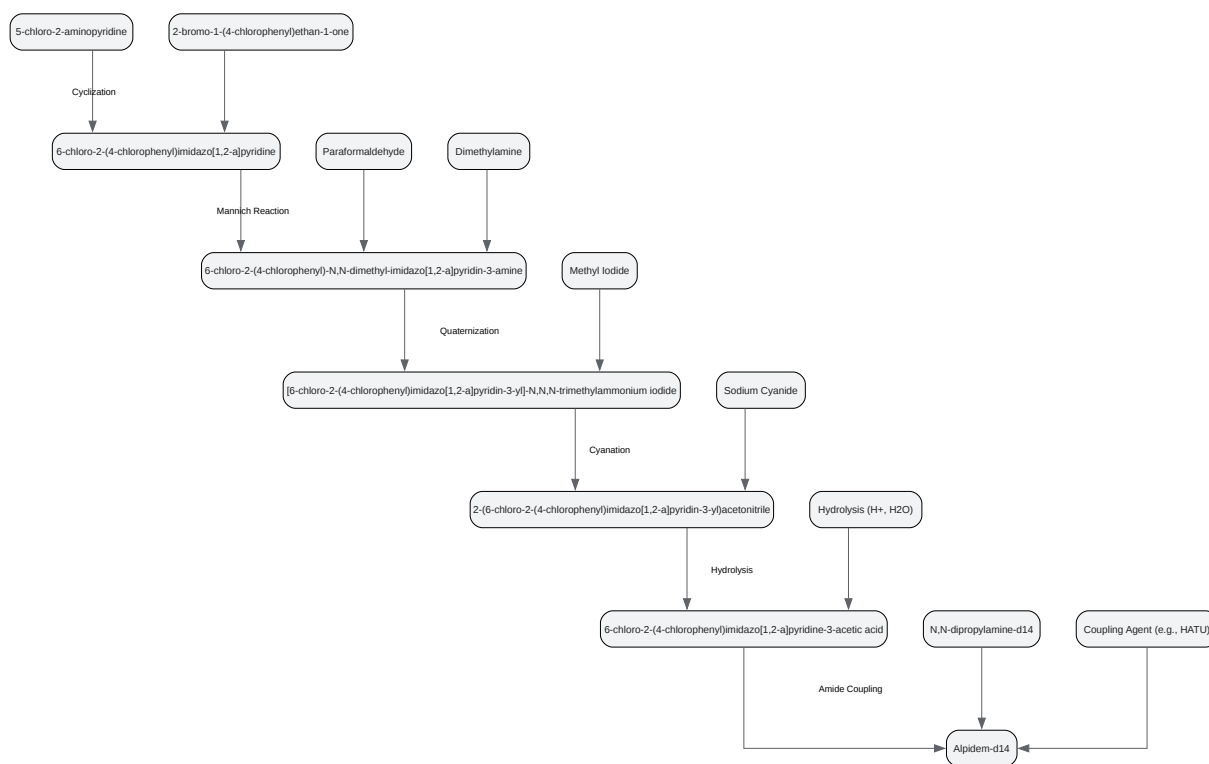 5-chloro-2-aminopyridine
2-bromo-1-(4-chlorophenyl)ethan-1-one
Cyclization
6-chloro-2-(4-chlorophenyl)imidazo[1,2-a]pyridine
Paraformaldehyde
Dimethylamine
Mannich Reaction
6-chloro-2-(4-chlorophenyl)-N,N-dimethyl-imidazo[1,2-a]pyridin-3-amine
Methyl Iodide
Quaternization
[6-chloro-2-(4-chlorophenyl)imidazo[1,2-a]pyridin-3-yl]-N,N,N-trimethylammonium iodide
Sodium Cyanide
Cyanation
2-(6-chloro-2-(4-chlorophenyl)imidazo[1,2-a]pyridin-3-yl)acetonitrile
Hydrolysis (H+, H2O)
Hydrolysis
6-chloro-2-(4-chlorophenyl)imidazo[1,2-a]pyridine-3-acetic acid
N,N-dipropylamine-d14
Coupling Agent (e.g., HATU)
Amide Coupling
Alpidem-d14